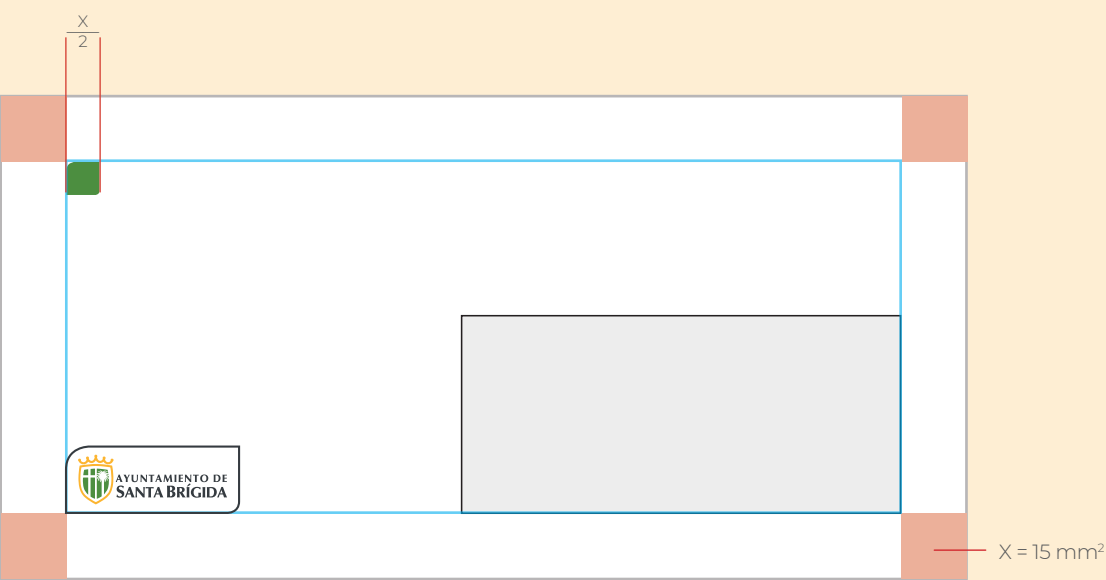 X
2
AYUNTAMIENTO DE
SANTA BRÍGIDA
X = 15 mm²